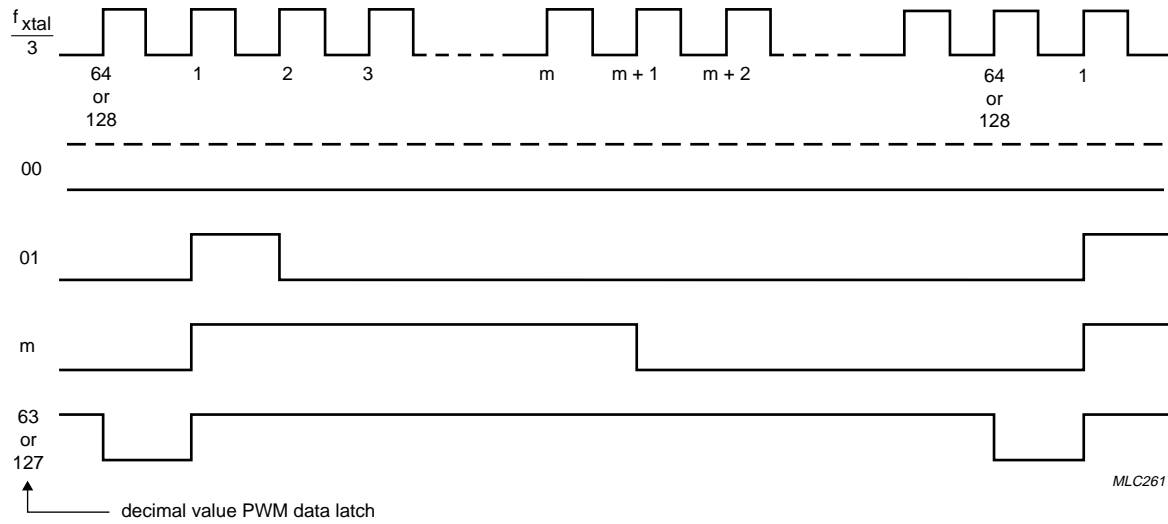 f xtal
3
64
or
128
1
2
3
m
m + 1
m + 2
64
or
128
1
00
01
m
63
or
127
MLC261
decimal value PWM data latch